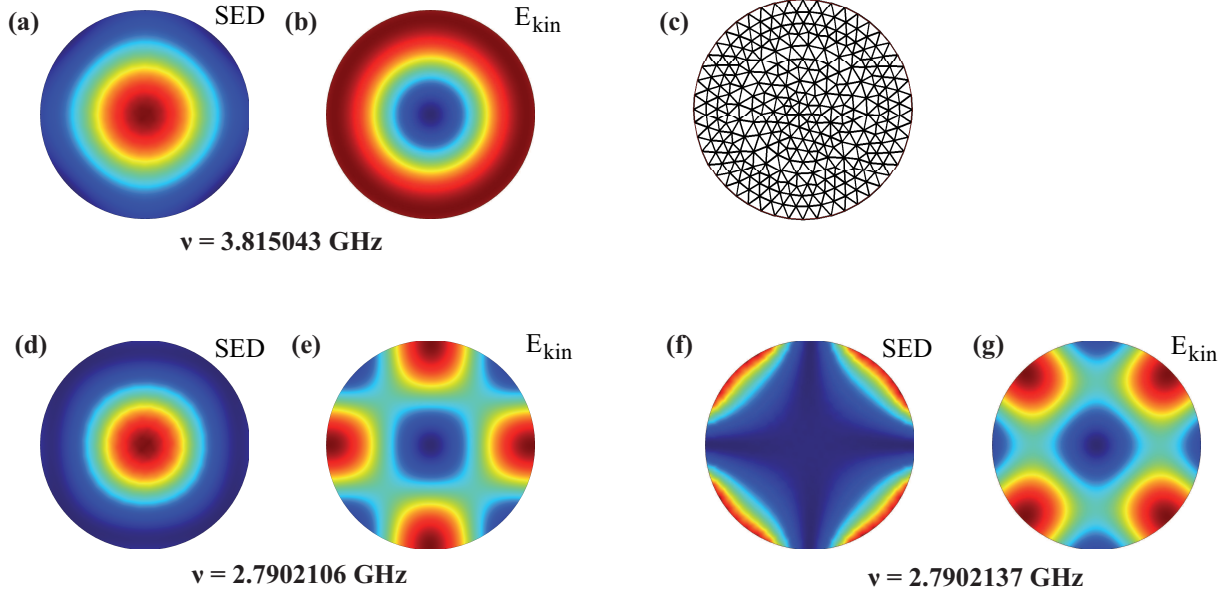 (a) SED (b) E_kin (c)
ν = 3.815043 GHz
(d) SED (e) E_kin (f) SED (g) E_kin
ν = 2.7902106 GHz ν = 2.7902137 GHz